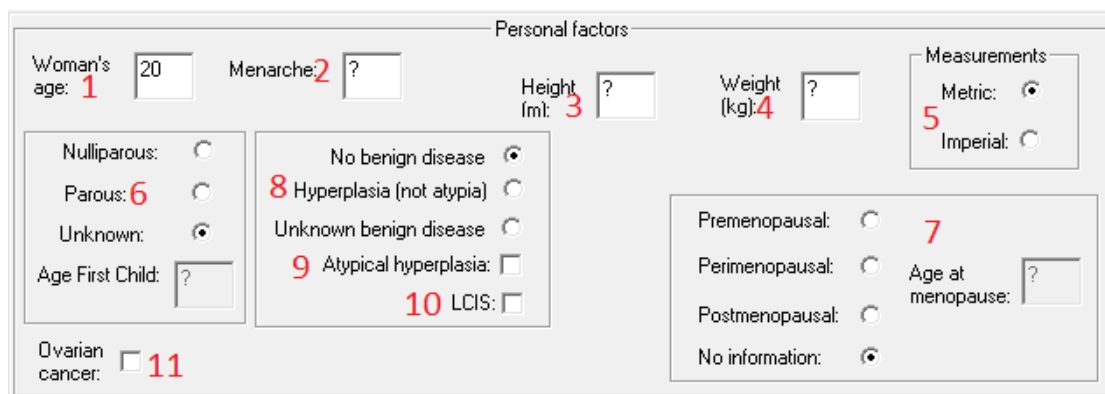 Personal factors
Woman's age: 1 20
Menarche: 2 ?
Height (m): 3 ?
Weight (kg): 4 ?
Measurements
5
Metric:
Imperial:
Nulliparous:
Parous: 6
Unknown:
Age First Child: ?
No benign disease
8 Hyperplasia (not atypia)
Unknown benign disease
9 Atypical hyperplasia:
10 LCIS:
7
Premenopausal:
Perimenopausal:
Postmenopausal:
No information:
Age at menopause: ?
Ovarian cancer: 11